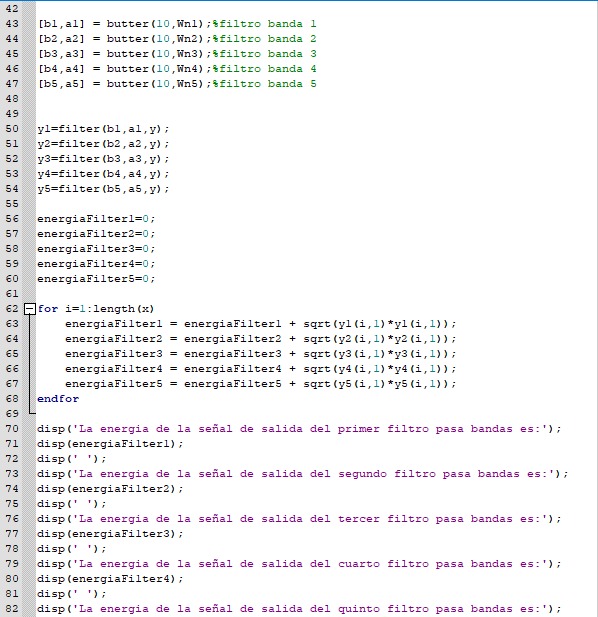 42
43 [b1,a1] = butter(10,Wn1);%filtro banda 1
44 [b2,a2] = butter(10,Wn2);%filtro banda 2
45 [b3,a3] = butter(10,Wn3);%filtro banda 3
46 [b4,a4] = butter(10,Wn4);%filtro banda 4
47 [b5,a5] = butter(10,Wn5);%filtro banda 5
48
49
50 y1=filter(b1,a1,y);
51 y2=filter(b2,a2,y);
52 y3=filter(b3,a3,y);
53 y4=filter(b4,a4,y);
54 y5=filter(b5,a5,y);
55
56 energiaFilter1=0;
57 energiaFilter2=0;
58 energiaFilter3=0;
59 energiaFilter4=0;
60 energiaFilter5=0;
61
62 for i=1:length(x)
63     energiaFilter1 = energiaFilter1 + sqrt(y1(i,1)*y1(i,1));
64     energiaFilter2 = energiaFilter2 + sqrt(y2(i,1)*y2(i,1));
65     energiaFilter3 = energiaFilter3 + sqrt(y3(i,1)*y3(i,1));
66     energiaFilter4 = energiaFilter4 + sqrt(y4(i,1)*y4(i,1));
67     energiaFilter5 = energiaFilter5 + sqrt(y5(i,1)*y5(i,1));
68 endfor
69
70 disp('La energia de la señal de salida del primer filtro pasa bandas es:');
71 disp(energiaFilter1);
72 disp(' ');
73 disp('La energia de la señal de salida del segundo filtro pasa bandas es:');
74 disp(energiaFilter2);
75 disp(' ');
76 disp('La energia de la señal de salida del tercer filtro pasa bandas es:');
77 disp(energiaFilter3);
78 disp(' ');
79 disp('La energia de la señal de salida del cuarto filtro pasa bandas es:');
80 disp(energiaFilter4);
81 disp(' ');
82 disp('La energia de la señal de salida del quinto filtro pasa bandas es:');